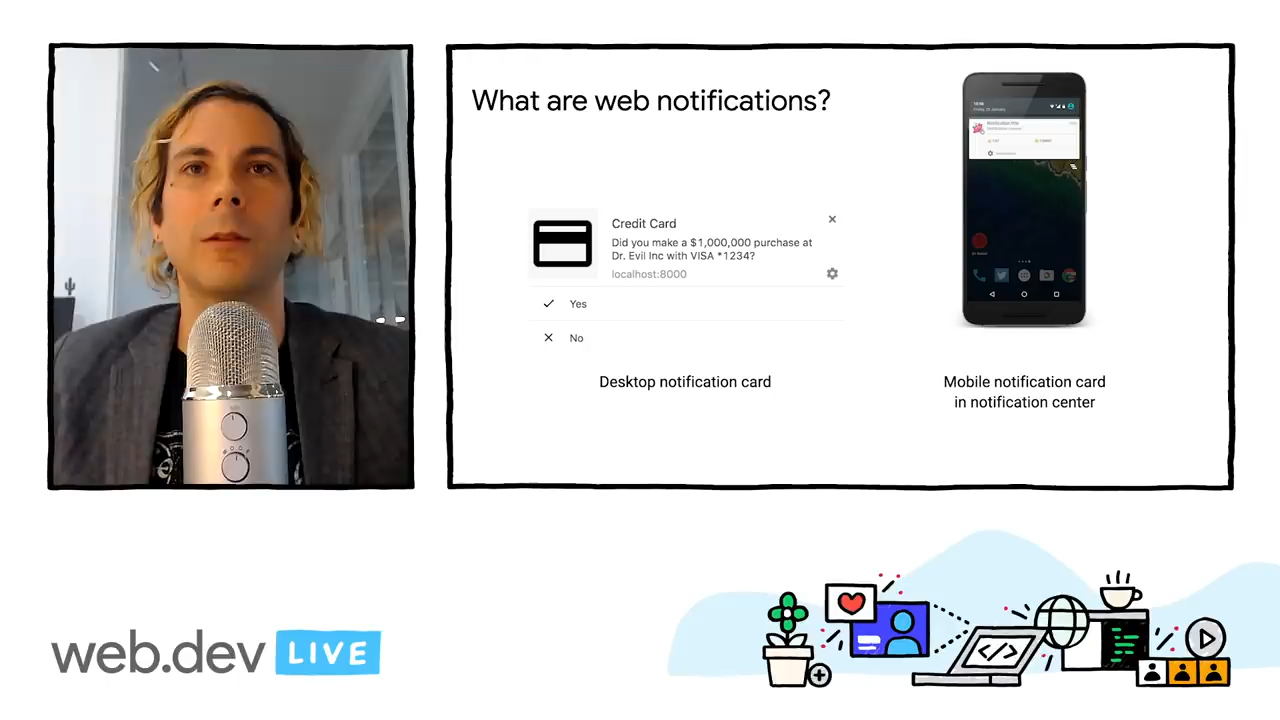 What are web notifications?
Credit Card
Did you make a $1,000,000 purchase at
Dr. Evil Inc with VISA *1234?
localhost:8000
Yes
No
Desktop notification card
Mobile notification card
in notification center
web.dev LIVE